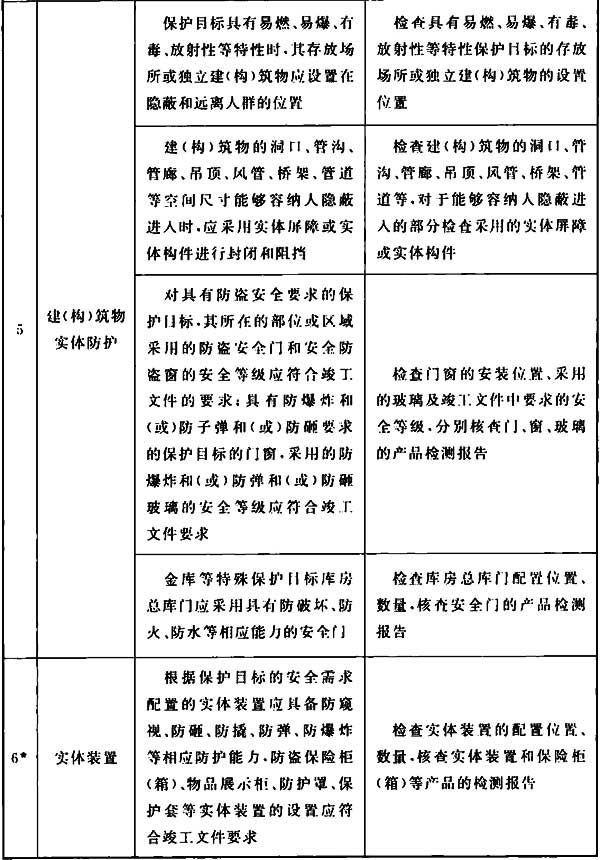 5
建(构)筑物
实体防护
保护目标具有易燃、易爆、有
毒、放射性等特性时,其存放场
所或独立建(构)筑物应设置在
隐蔽和远离人群的位置
检查具有易燃、易爆、有毒、
放射性等特性保护目标的存放
场所或独立建(构)筑物的设置
位置
建(构)筑物的洞口、管沟、
管廊、吊顶、风管、桥架、管道
等空间尺寸能够容纳人隐蔽
进入时,应采用实体屏障或实
体构件进行封闭和阻挡
检查建(构)筑物的洞口、管
沟、管廊、吊顶、风管、桥架、管
道等,对于能够容纳人隐蔽进
入的部分检查采用的实体屏障
或实体构件
对具有防盗安全要求的保
护目标,其所在的部位或区域
采用的防盗安全门和安全防
盗窗的安全等级应符合竣工
文件的要求;具有防爆炸和
(或)防子弹和(或)防砸要求
的保护目标的门窗,采用的防
爆炸和(或)防弹和(或)防砸
玻璃的安全等级应符合竣工
文件要求
检查门窗的安装位置、采用
的玻璃及竣工文件中要求的安
全等级,分别核查门、窗、玻璃
的产品检测报告
金库等特殊保护目标库房
总库门应采用具有防破坏、防
火、防水等相应能力的安全门
检查库房总库门配置位置、
数量,核查安全门的产品检测
报告
6*
实体装置
根据保护目标的安全需求
配置的实体装置应具备防窥
视、防砸、防撬、防弹、防爆炸
等相应防护能力,防盗保险柜
(箱)、物品展示柜、防护罩、保
护套等实体装置的设置应符
合竣工文件要求
检查实体装置的配置位置、
数量,核查实体装置和保险柜
(箱)等产品的检测报告